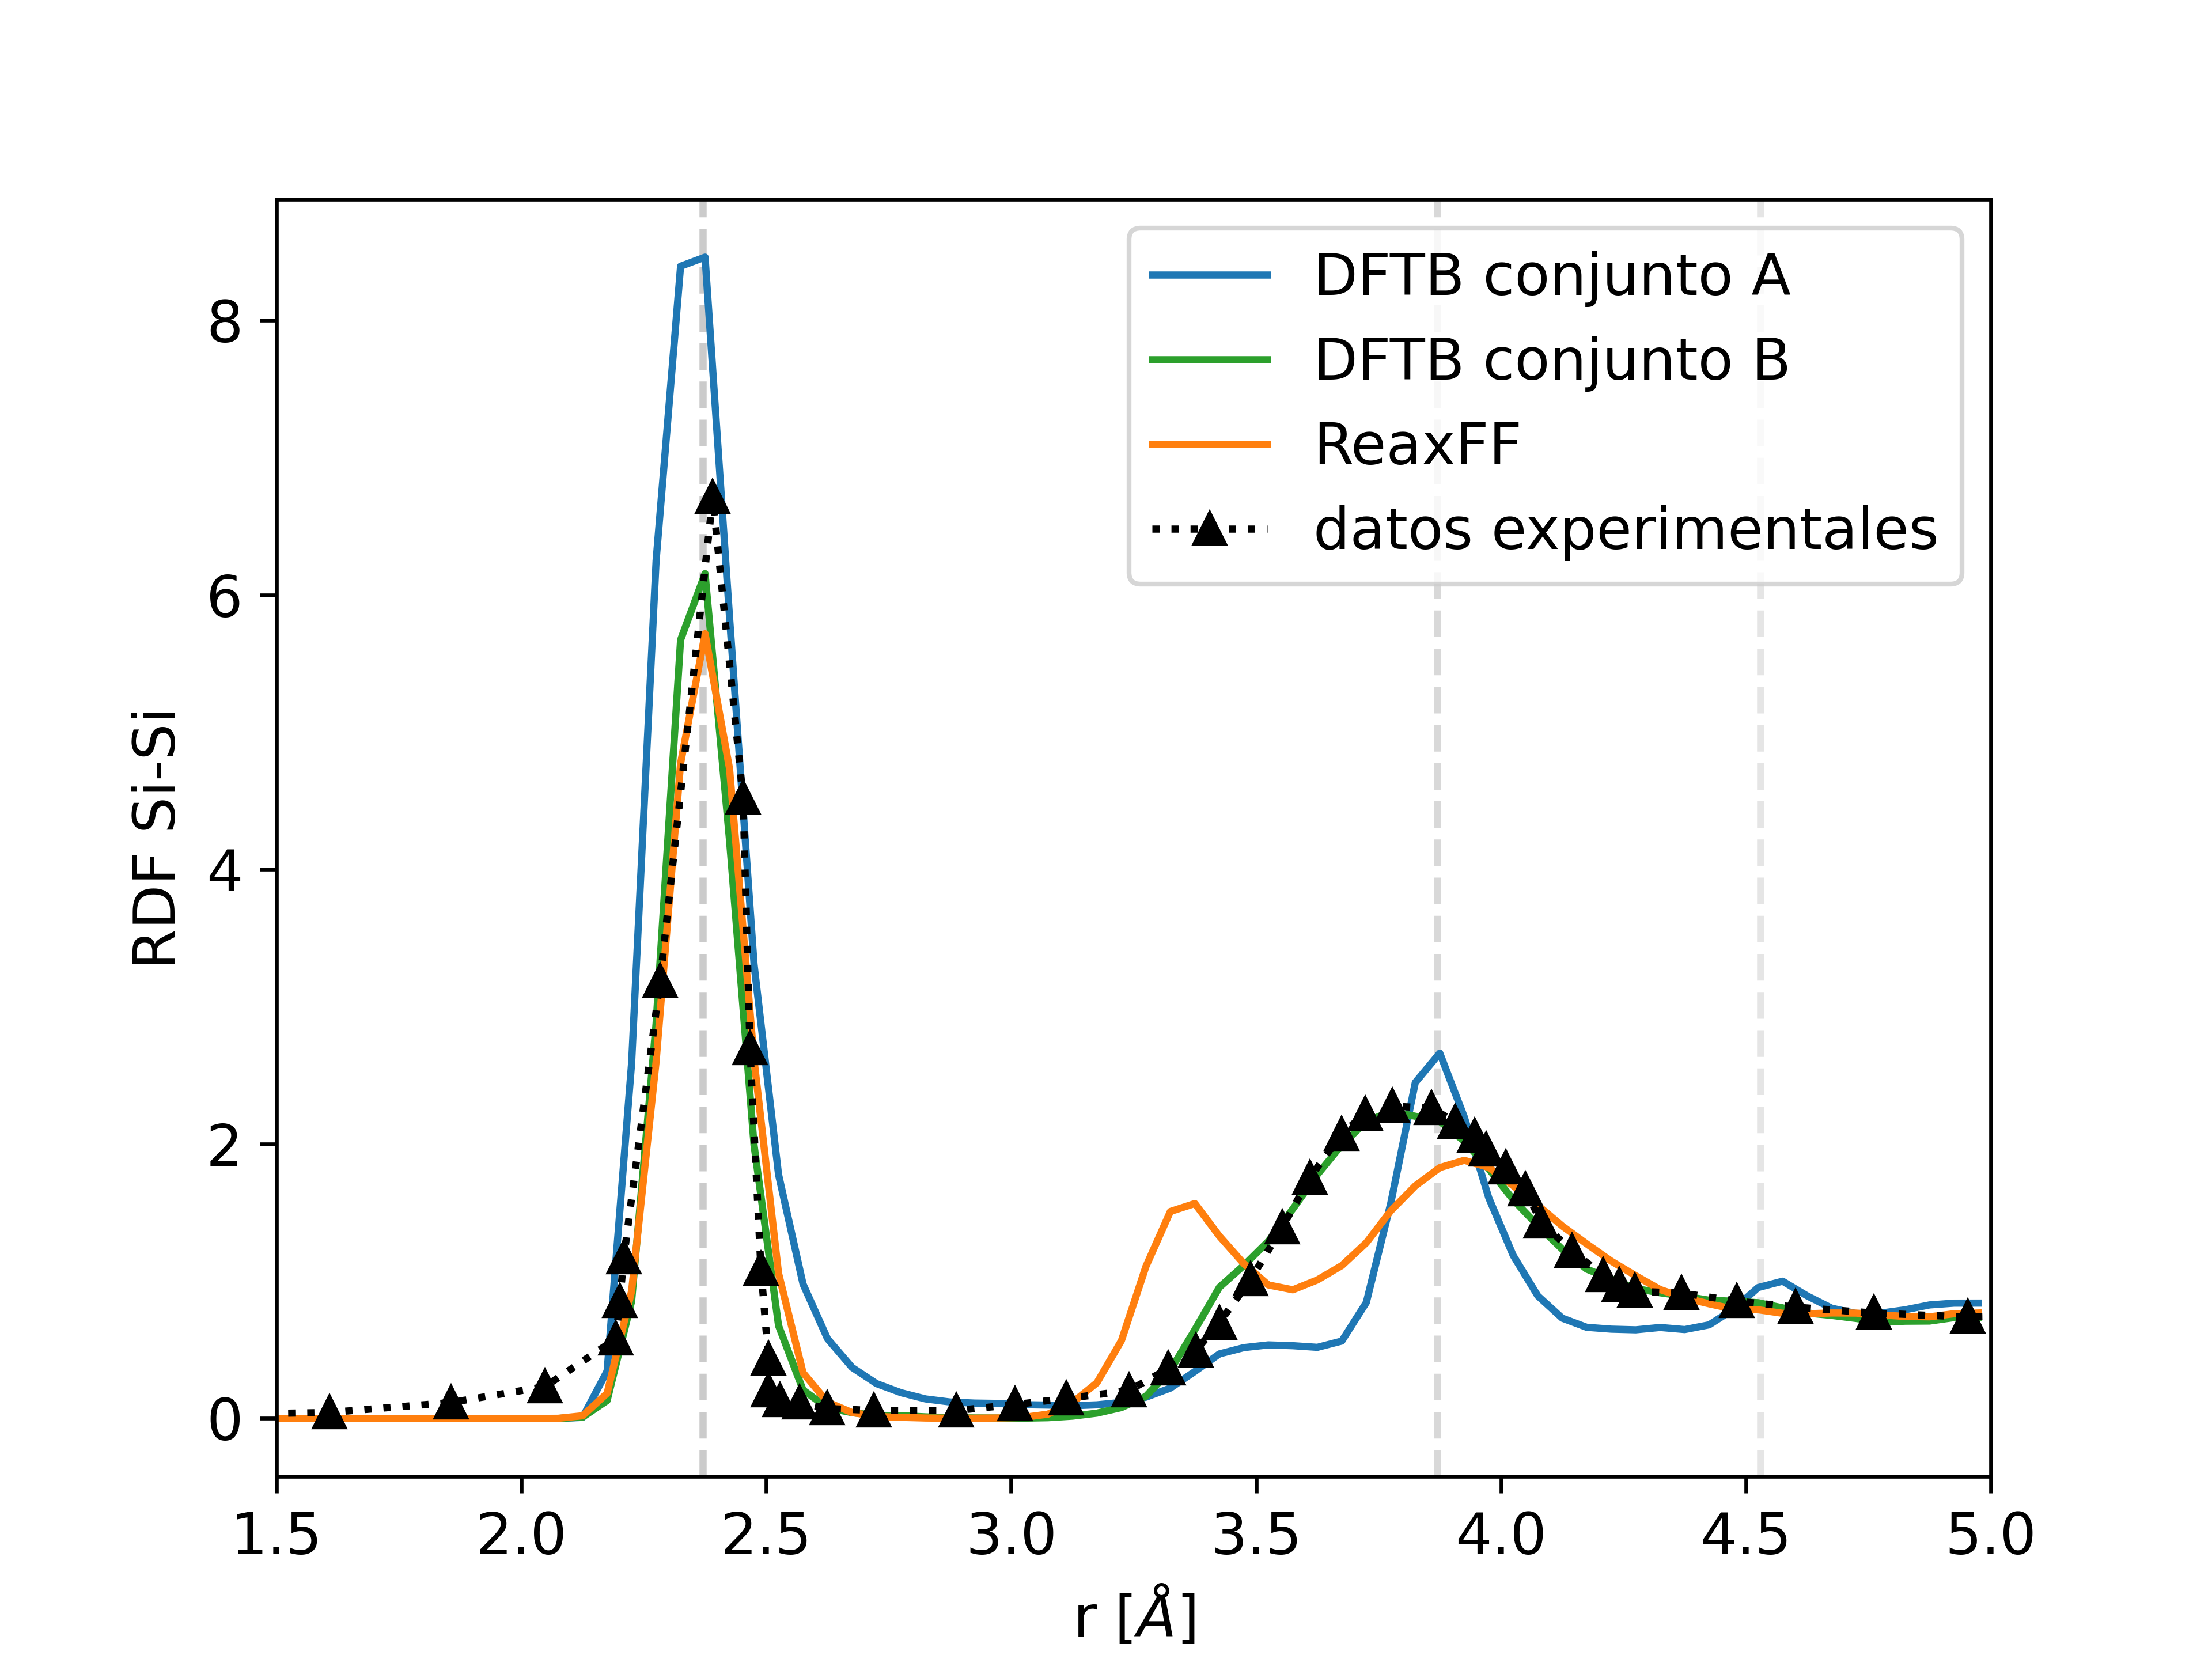 DFTB conjunto A
DFTB conjunto B
ReaxFF
datos experimentales
RDF Si-Si
8
6
4
2
0
1.5 2.0 2.5 3.0 3.5 4.0 4.5 5.0
r [Å]